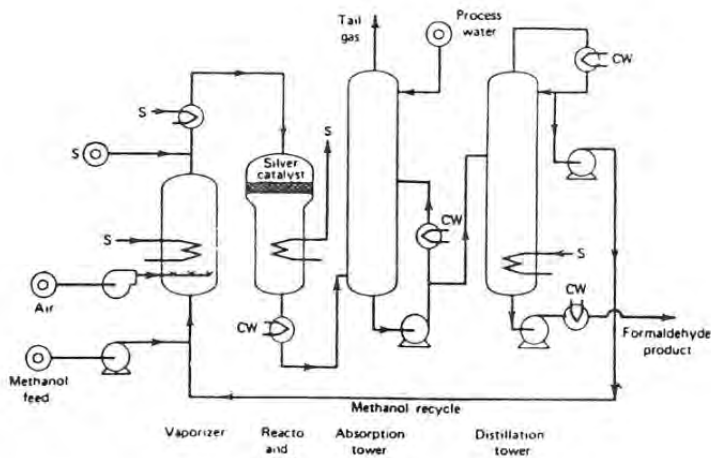 Tail
gas
Process
water
CW
S
S
S
Silver
catalyst
CW
S
S
Air
CW
CW
Methanol
feed
Formaldehyde
product
Methanol recycle
Vaporizer
Reacto
and
Absorption
tower
Distillation
tower
S